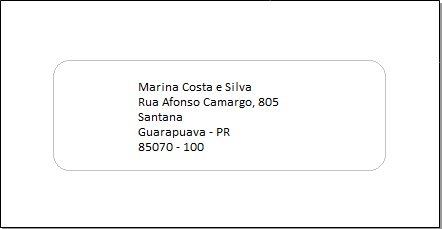 Marina Costa e Silva
Rua Afonso Camargo, 805
Santana
Guarapuava - PR
85070 - 100